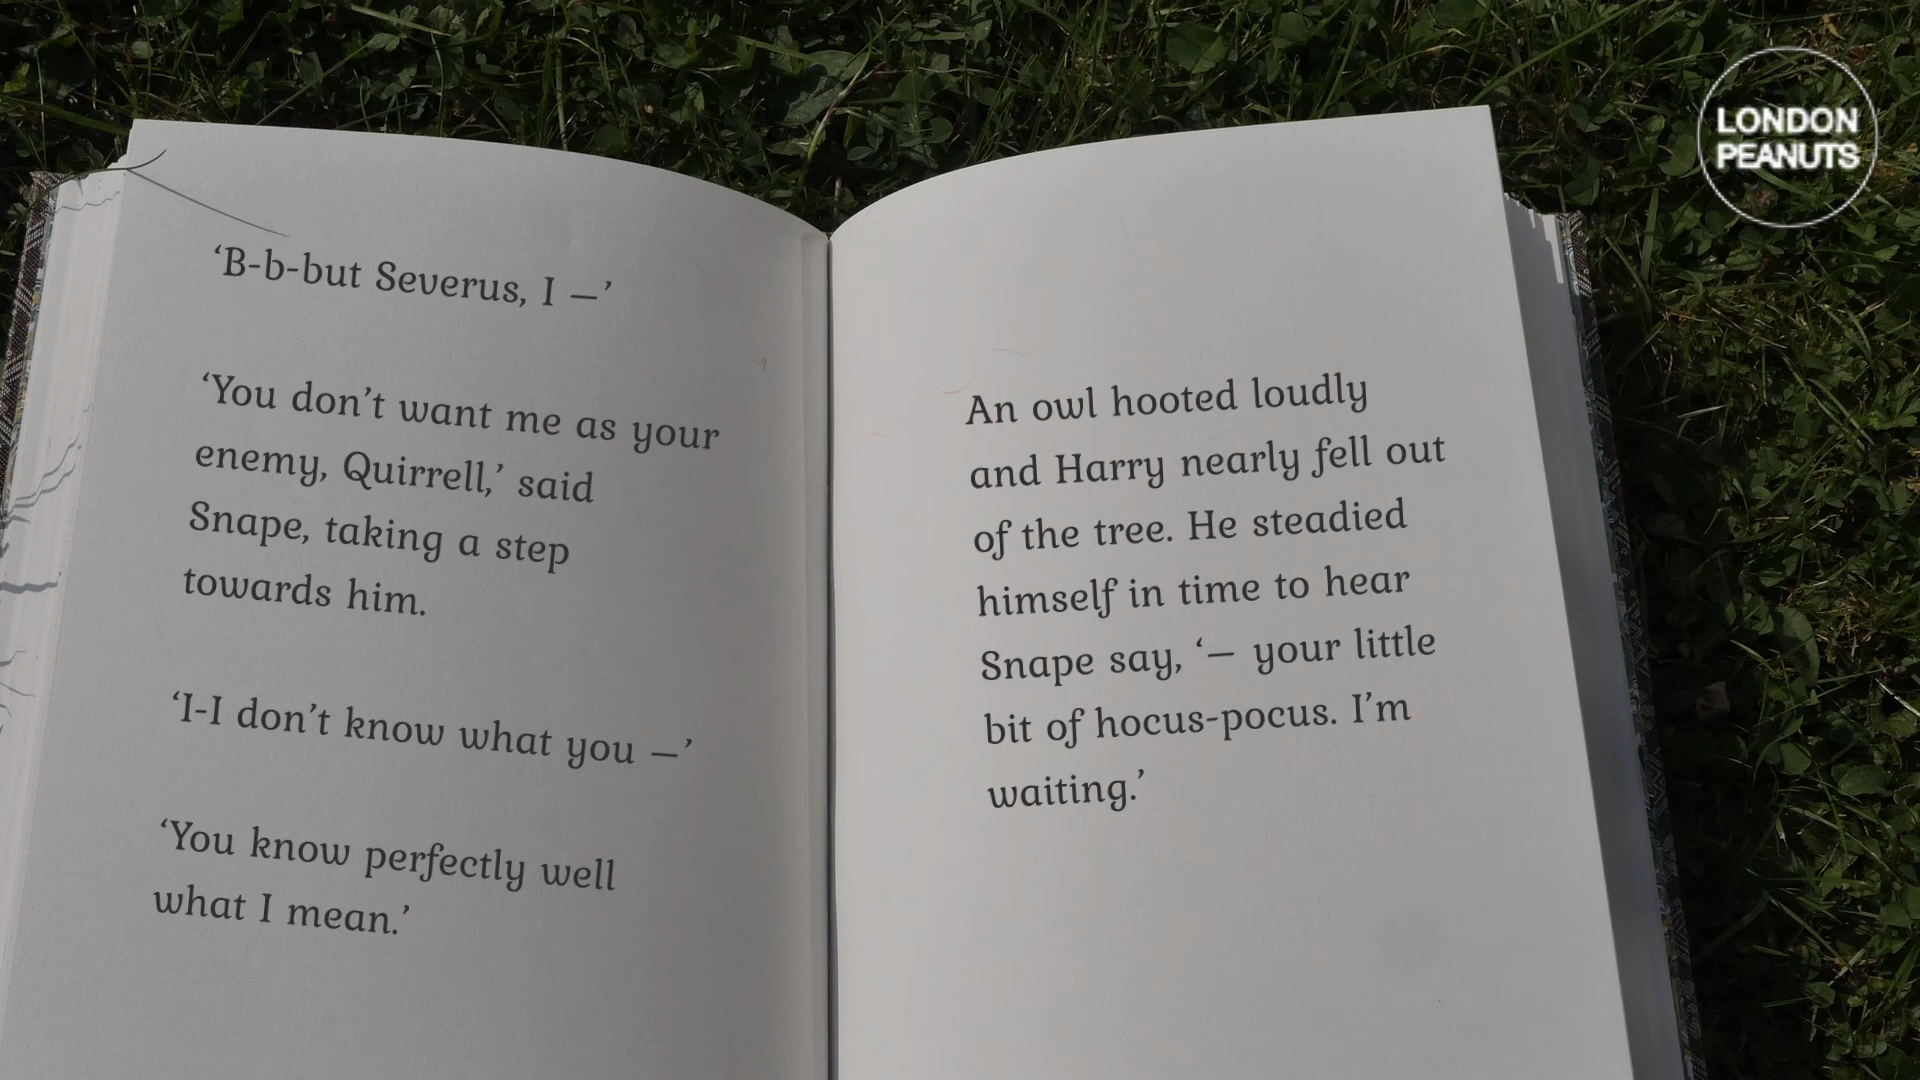 ‘B-b-but Severus, I —’
‘You don’t want me as your
enemy, Quirrell,’ said
Snape, taking a step
towards him.
‘I-I don’t know what you —’
‘You know perfectly well
what I mean.’
An owl hooted loudly
and Harry nearly fell out
of the tree. He steadied
himself in time to hear
Snape say, ‘— your little
bit of hocus-pocus. I’m
waiting.’
LONDON
PEANUTS